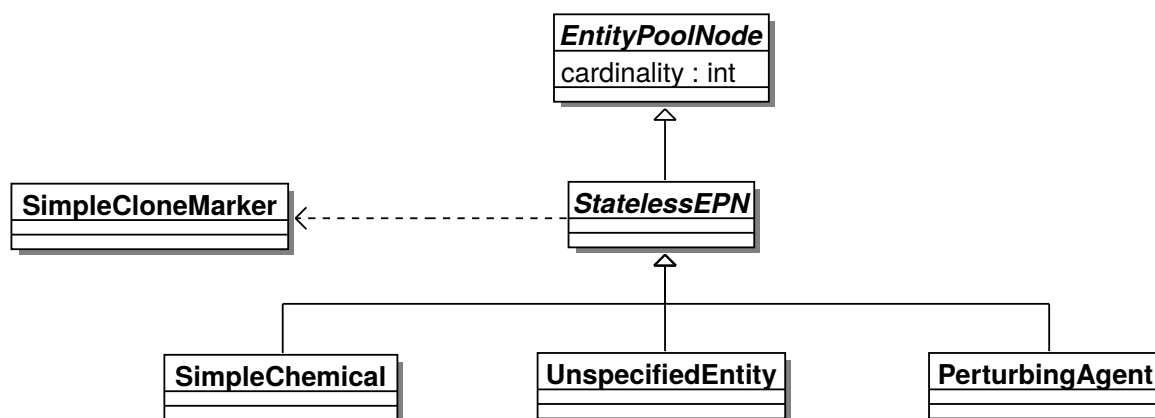 EntityPoolNode
cardinality : int
SimpleCloneMarker
StatelessEPN
SimpleChemical
UnspecifiedEntity
PerturbingAgent